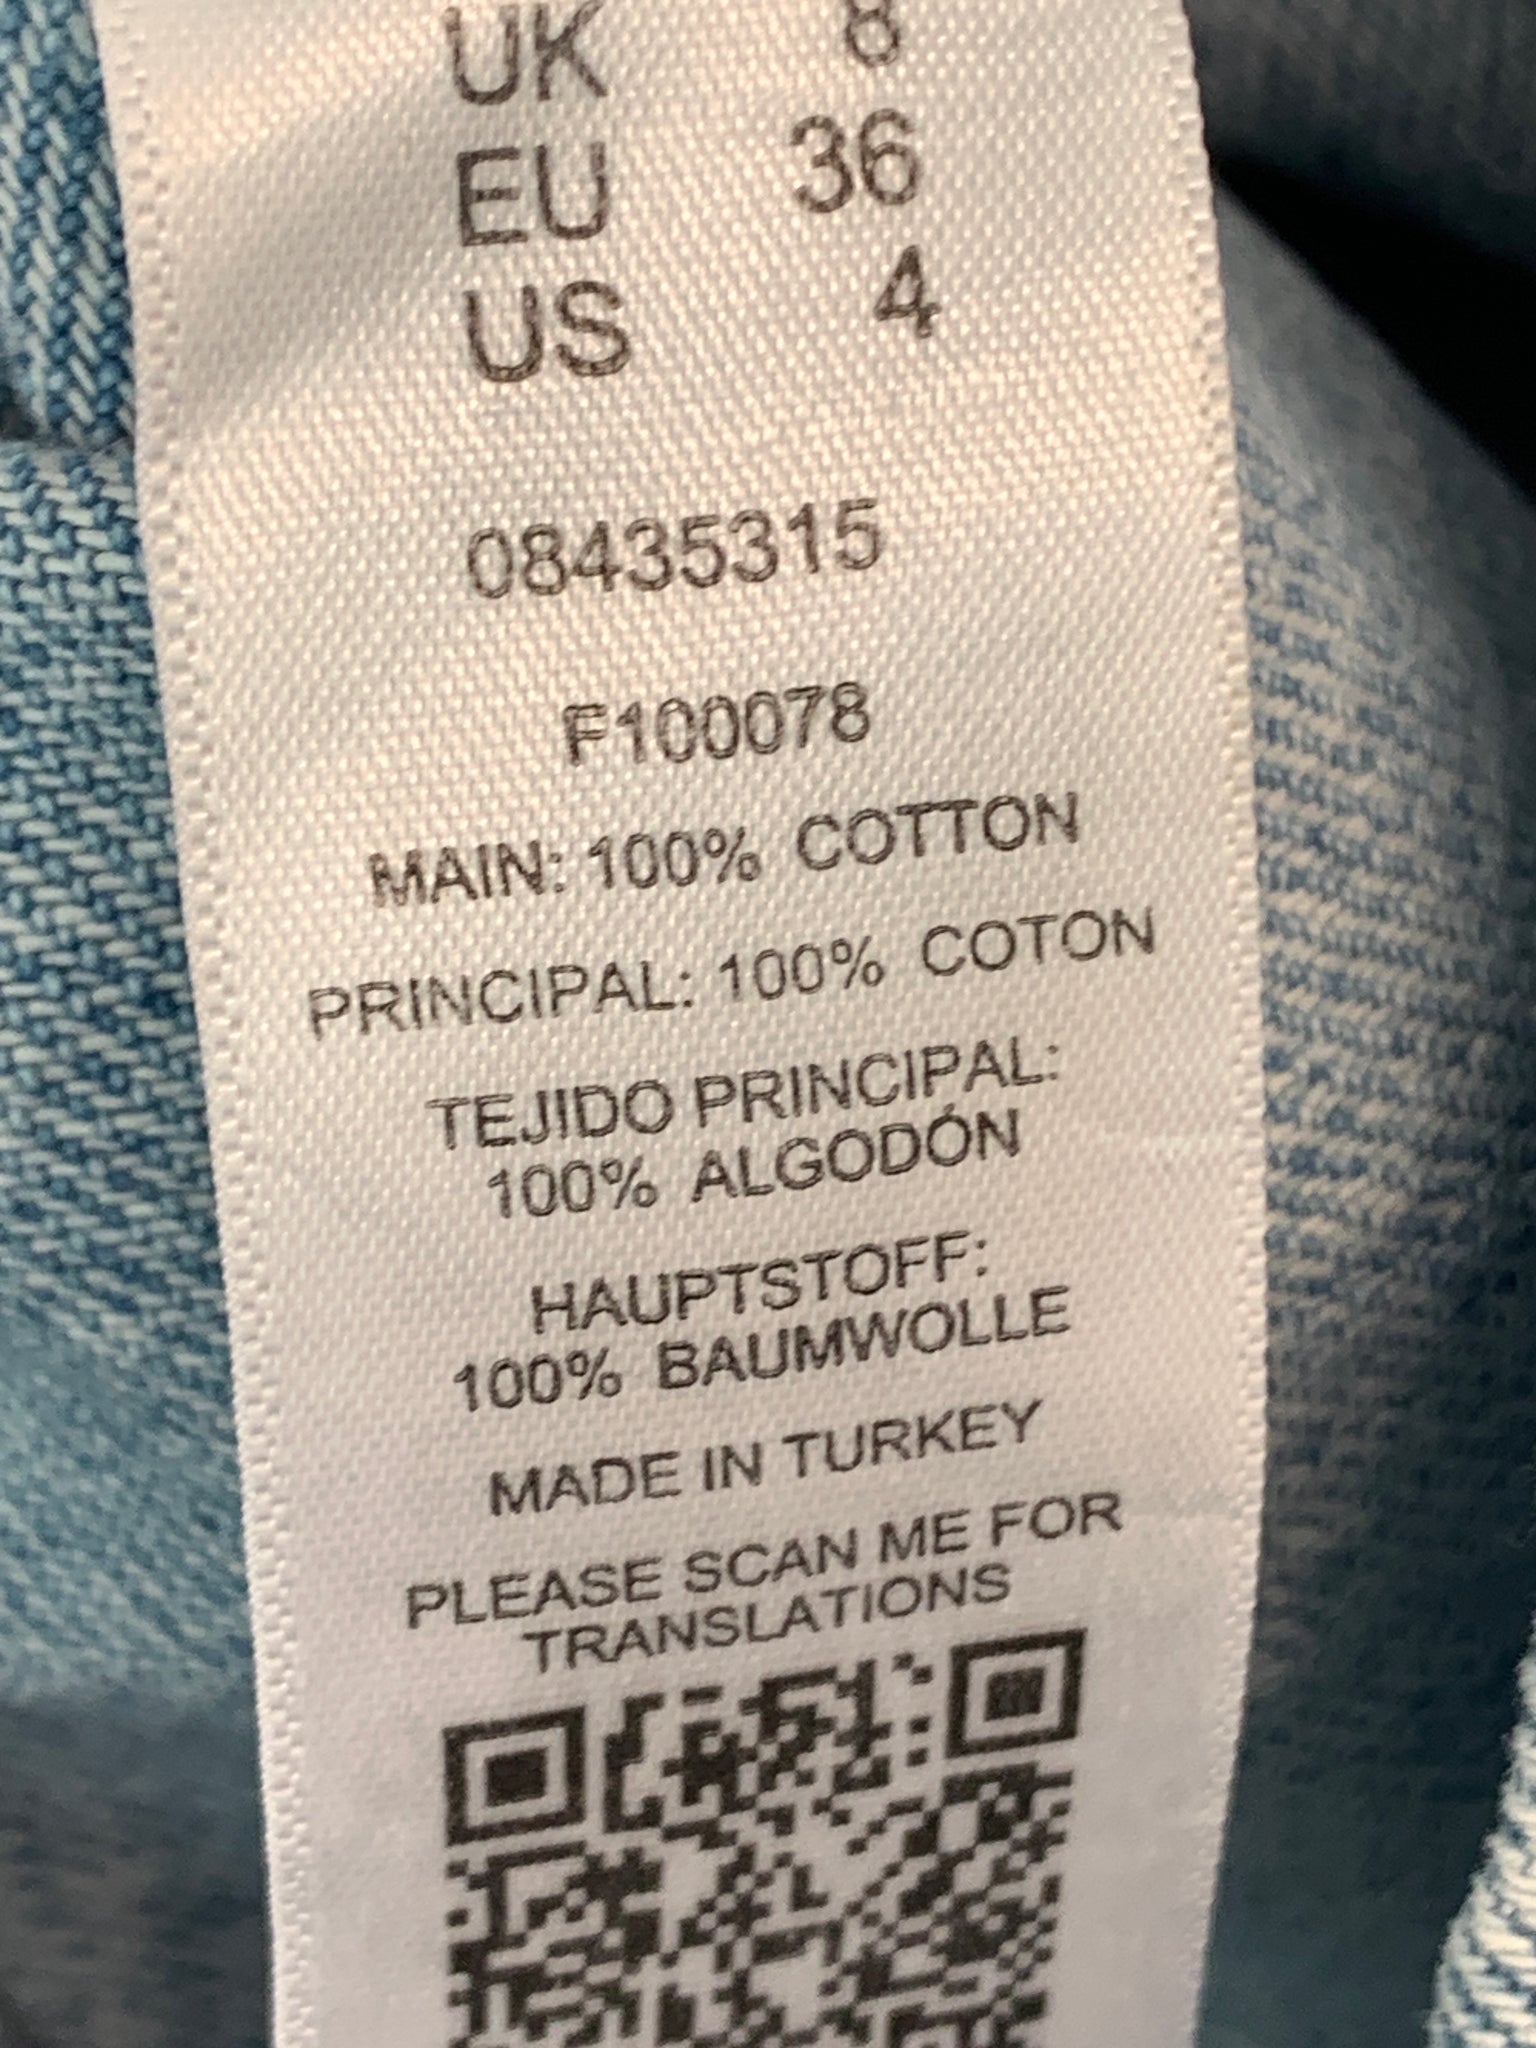 UK 8
EU 36
US 4
08435315
F100078
MAIN: 100% COTTON
PRINCIPAL: 100% COTON
TEJIDO PRINCIPAL:
100% ALGODÓN
HAUPTSTOFF:
100% BAUMWOLLE
MADE IN TURKEY
PLEASE SCAN ME FOR
TRANSLATIONS